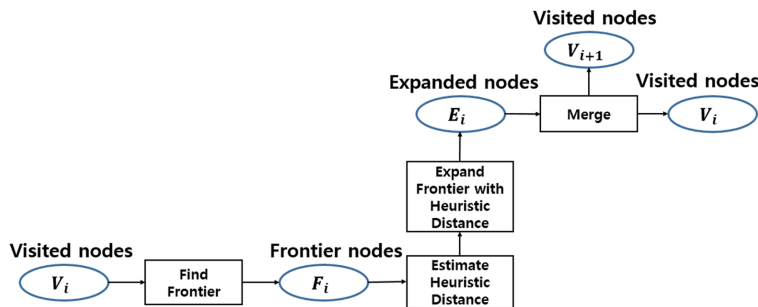 Visited nodes
V_{i+1}
Expanded nodes
Visited nodes
E_i
Merge
V_i
Expand
Frontier with
Heuristic
Distance
Visited nodes
Frontier nodes
V_i
Find
Frontier
F_i
Estimate
Heuristic
Distance